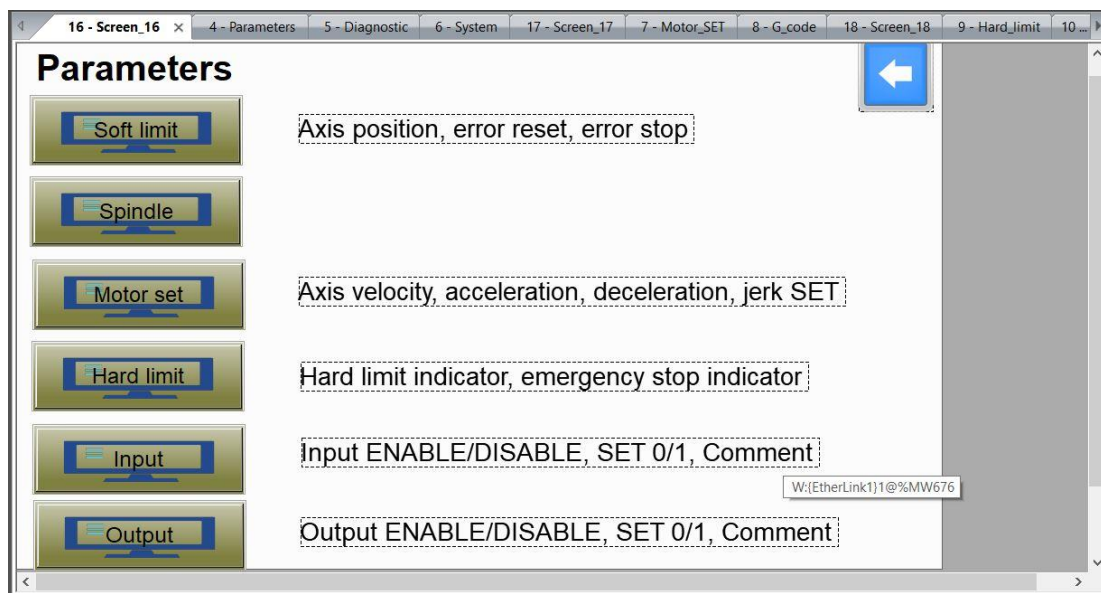 16 - Screen_16 × 4 - Parameters 5 - Diagnostic 6 - System 17 - Screen_17 7 - Motor_SET 8 - G_code 18 - Screen_18 9 - Hard_limit 10 ...
Parameters
Soft limit Axis position, error reset, error stop
Spindle
Motor set Axis velocity, acceleration, deceleration, jerk SET
Hard limit Hard limit indicator, emergency stop indicator
Input Input ENABLE/DISABLE, SET 0/1, Comment
W:{EtherLink1}1@%MW676
Output Output ENABLE/DISABLE, SET 0/1, Comment